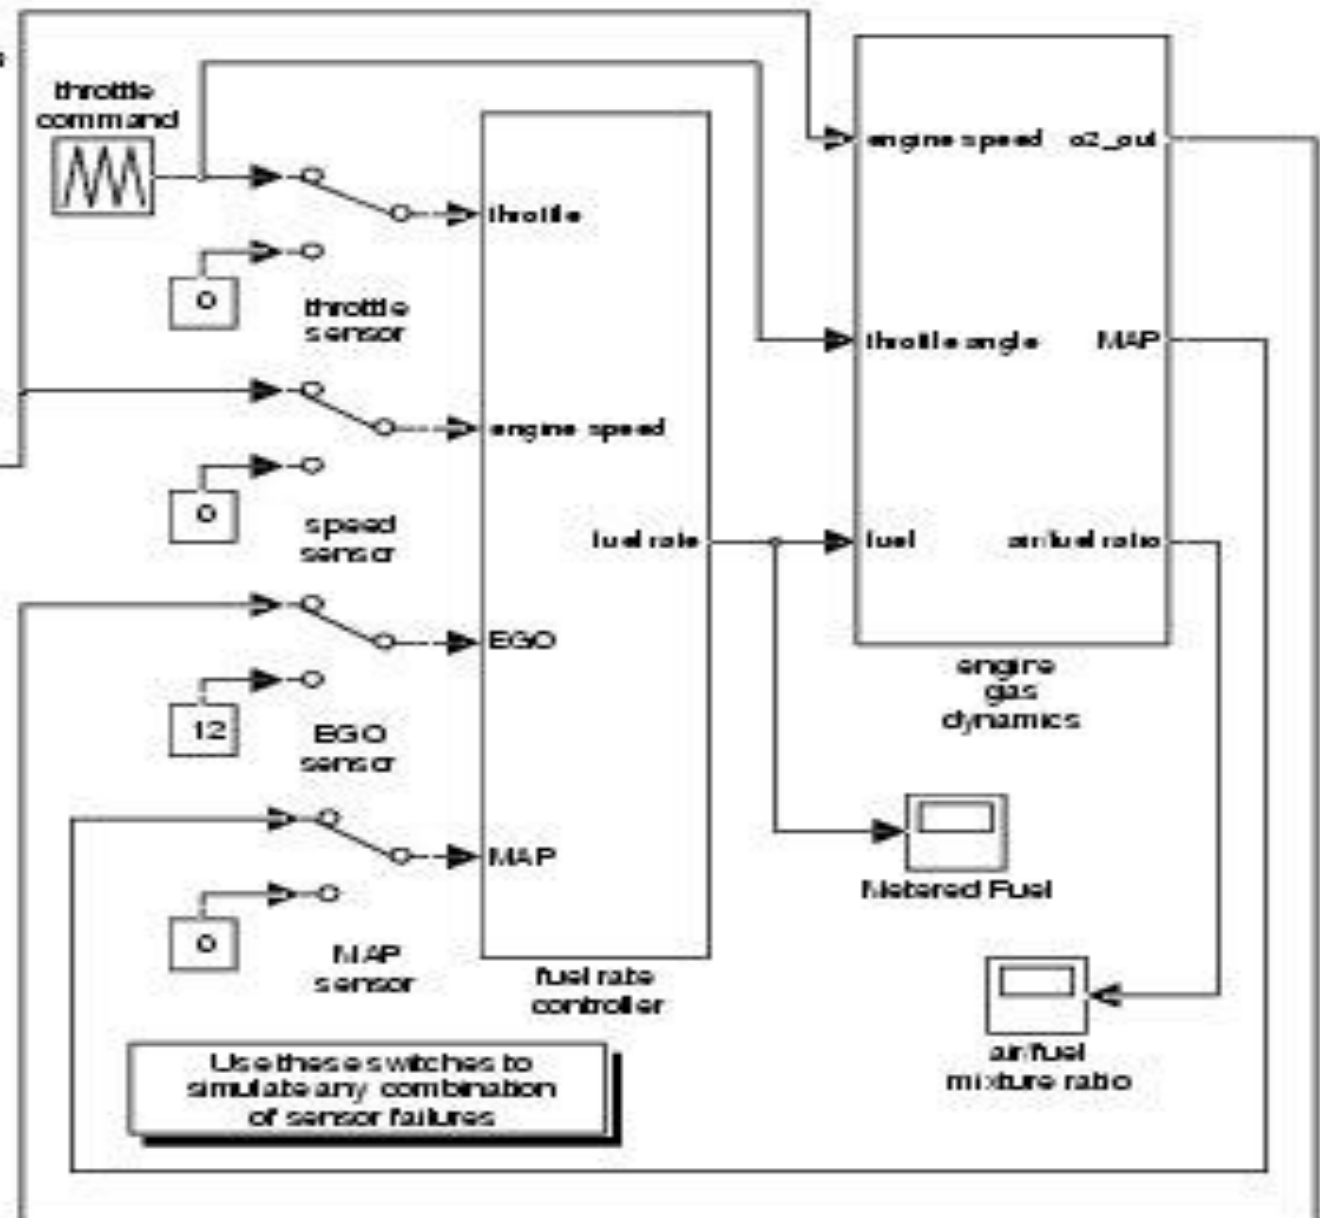 throttle
command
throttle
0
throttle
sensor
engine speed
0
speed
sensor
EGO
12
EGO
sensor
MAP
0
MAP
sensor
fuel rate
fuel rate
controller
engine speed o2_out
throttle angle MAP
fuel air/fuel ratio
engine
gas
dynamics
Metered Fuel
air/fuel
mixture ratio
Use these switches to
simulate any combination
of sensor failures